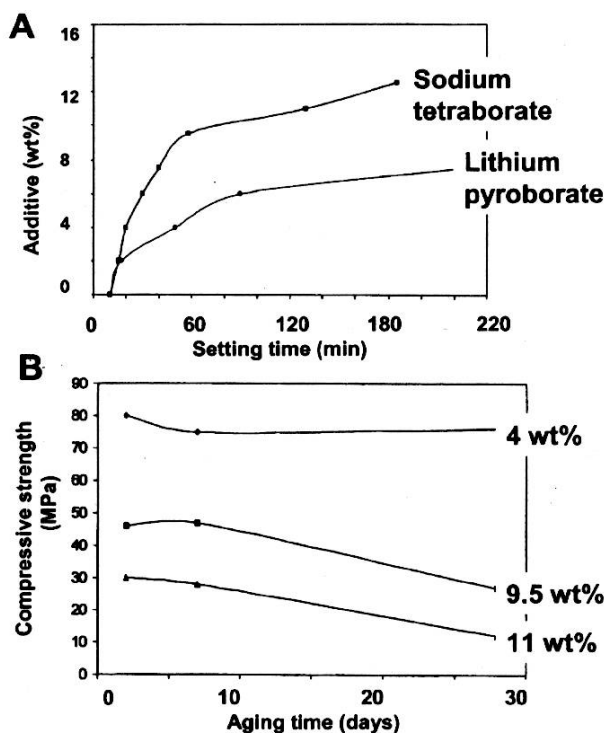 A
16
12
8
4
0
Additive (wt%)
Sodium
tetraborate
Lithium
pyroborate
0 60 120 180 220
Setting time (min)
B
90
80
70
60
50
40
30
20
10
0
Compressive strength
(MPa)
4 wt%
9.5 wt%
11 wt%
0 10 20 30
Aging time (days)